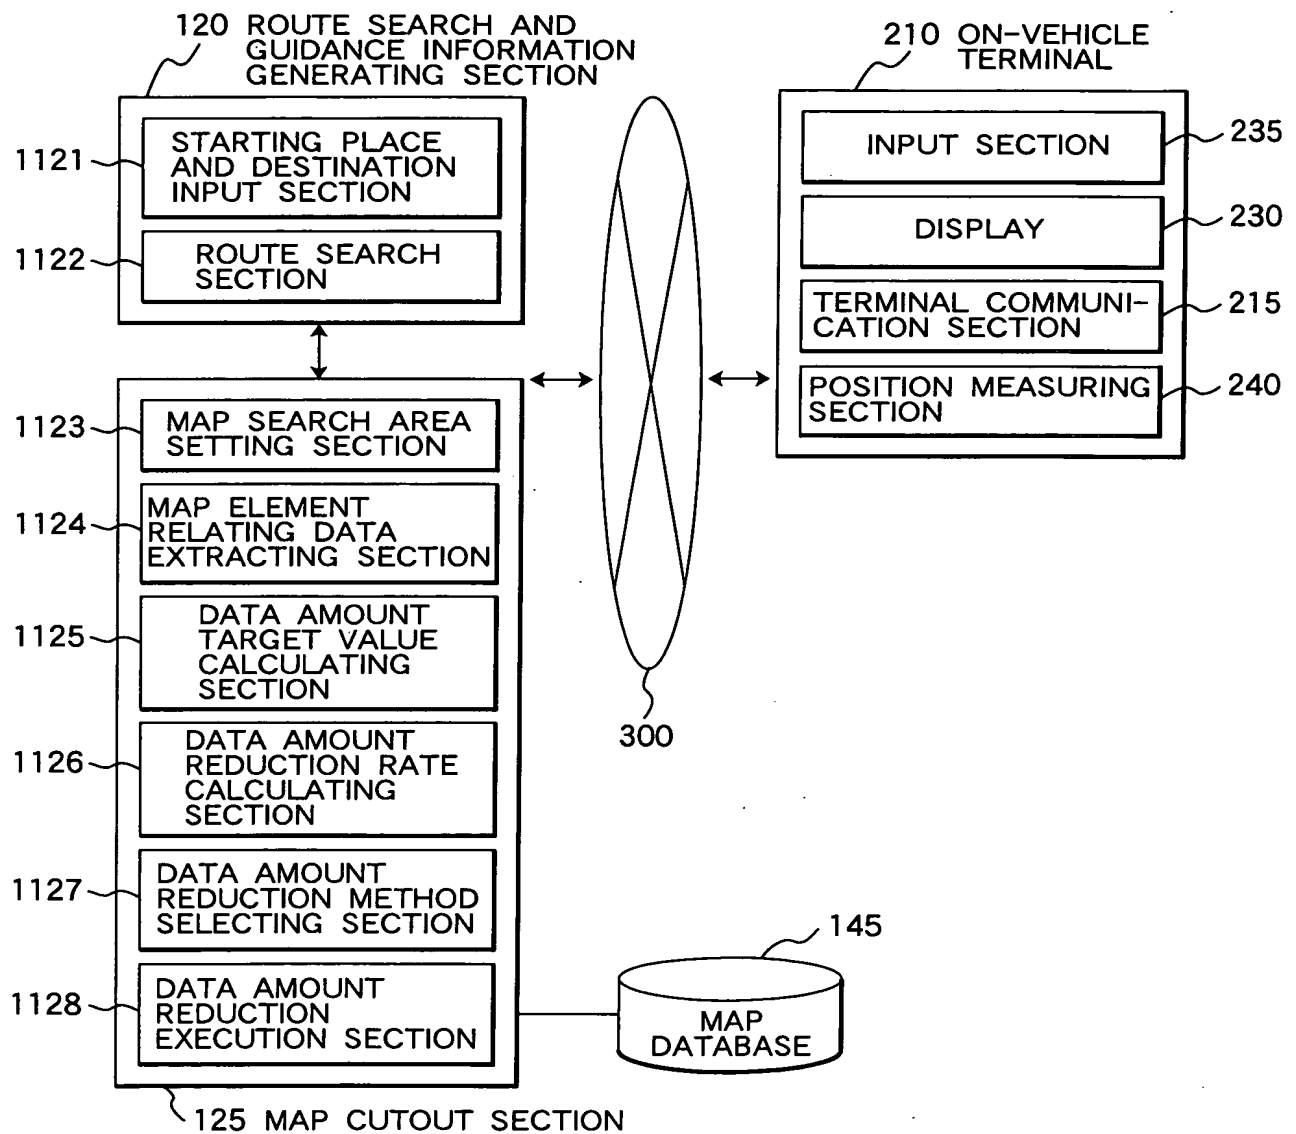 120 ROUTE SEARCH AND
GUIDANCE INFORMATION
GENERATING SECTION
1121
STARTING PLACE
AND DESTINATION
INPUT SECTION
1122
ROUTE SEARCH
SECTION
1123
MAP SEARCH AREA
SETTING SECTION
1124
MAP ELEMENT
RELATING DATA
EXTRACTING SECTION
1125
DATA AMOUNT
TARGET VALUE
CALCULATING
SECTION
1126
DATA AMOUNT
REDUCTION RATE
CALCULATING
SECTION
1127
DATA AMOUNT
REDUCTION METHOD
SELECTING SECTION
1128
DATA AMOUNT
REDUCTION
EXECUTION SECTION
125 MAP CUTOUT SECTION
300
145
MAP
DATABASE
210 ON-VEHICLE
TERMINAL
INPUT SECTION
235
DISPLAY
230
TERMINAL COMMUNI-
CATION SECTION
215
POSITION MEASURING
SECTION
240